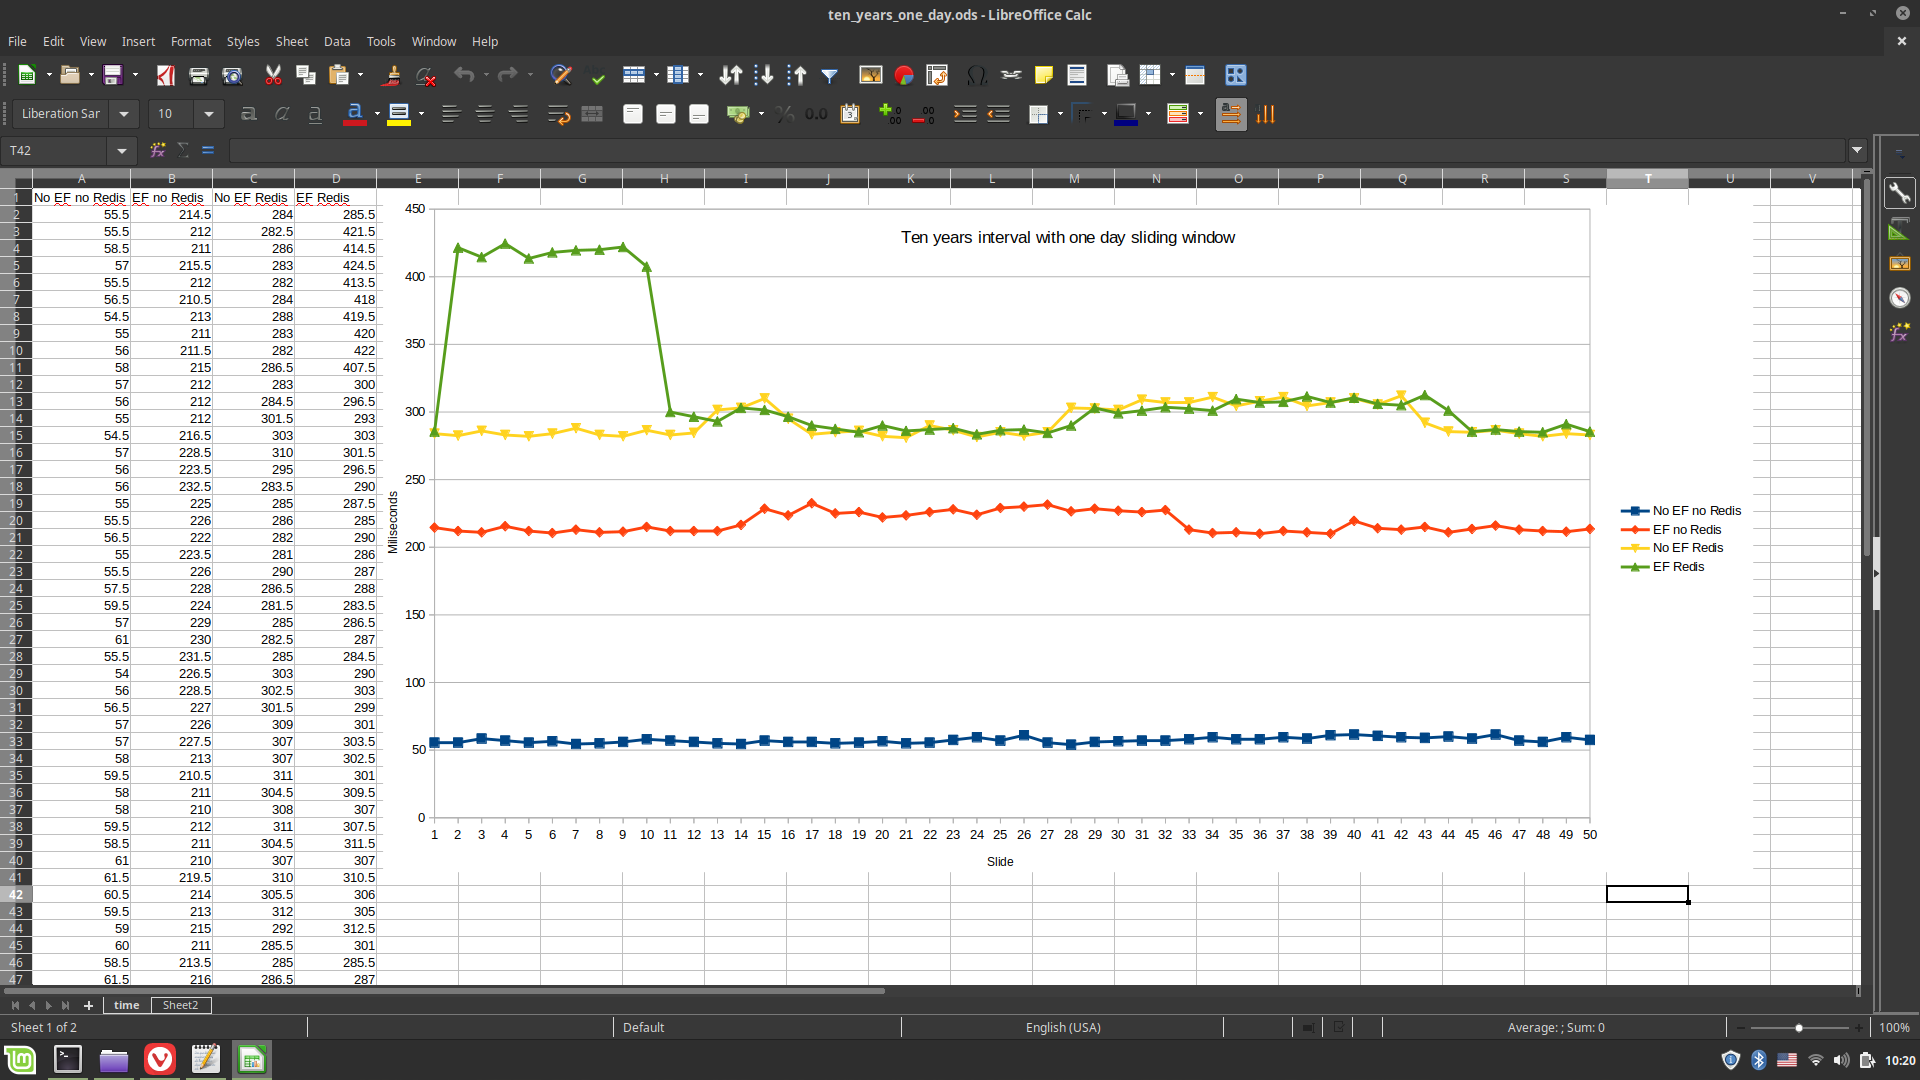 ten_years_one_day.ods - LibreOffice Calc
File Edit View Insert Format Styles Sheet Data Tools Window Help
Liberation Sar 10
T42
A B C D E F G H I J K L M N O P Q R S T U V
1 No EF no Redis EF no Redis No EF Redis EF Redis
2 55.5 214.5 284 285.5
3 55.5 212 282.5 421.5
4 58.5 211 286 414.5
5 57 215.5 283 424.5
6 55.5 212 282 413.5
7 56.5 210.5 284 418
8 54.5 213 288 419.5
9 55 211 283 420
10 56 211.5 282 422
11 58 215 286.5 407.5
12 57 212 283 300
13 56 212 284.5 296.5
14 55 212 301.5 293
15 54.5 216.5 303 303
16 57 228.5 310 301.5
17 56 223.5 295 296.5
18 56 232.5 283.5 290
19 55 225 285 287.5
20 55.5 226 286 285
21 56.5 222 282 290
22 55 223.5 281 286
23 55.5 226 290 287
24 57.5 228 286.5 288
25 59.5 224 281.5 283.5
26 57 229 285 286.5
27 61 230 282.5 287
28 55.5 231.5 285 284.5
29 54 226.5 303 290
30 56 228.5 302.5 303
31 56.5 227 301.5 299
32 57 226 309 301
33 57 227.5 307 303.5
34 58 213 307 302.5
35 59.5 210.5 311 301
36 58 211 304.5 309.5
37 58 210 308 307
38 59.5 212 311 307.5
39 58.5 211 304.5 311.5
40 61 210 307 307
41 61.5 219.5 310 310.5
42 60.5 214 305.5 306
43 59.5 213 312 305
44 59 215 292 312.5
45 60 211 285.5 301
46 58.5 213.5 285 285.5
47 61.5 216 286.5 287
Ten years interval with one day sliding window
450
400
350
300
250
200
150
100
50
0
Miliseconds
1 2 3 4 5 6 7 8 9 10 11 12 13 14 15 16 17 18 19 20 21 22 23 24 25 26 27 28 29 30 31 32 33 34 35 36 37 38 39 40 41 42 43 44 45 46 47 48 49 50
Slide
No EF no Redis
EF no Redis
No EF Redis
EF Redis
time Sheet2
Sheet 1 of 2 Default English (USA) Average: ; Sum: 0 100%
10:20